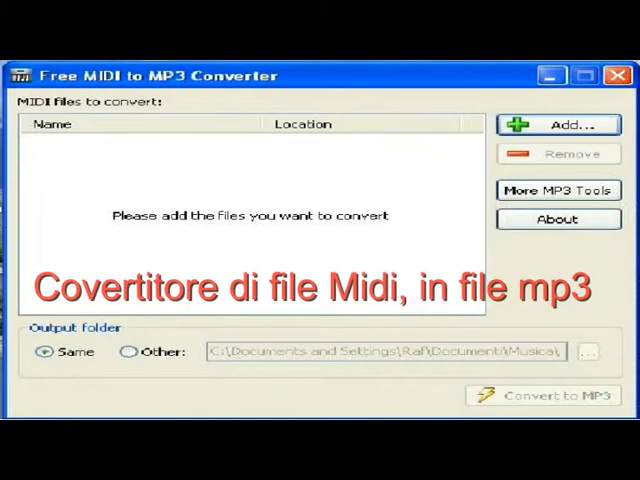 Free MIDI to MP3 Converter
MIDI files to convert:
Name Location
Add...
Remove
Please add the files you want to convert
More MP3 Tools
About
Covertitore di file Midi, in file mp3
Output folder
Same Other: C:\Documents and Settings\Raf\Documenti\Musica\ ...
Convert to MP3